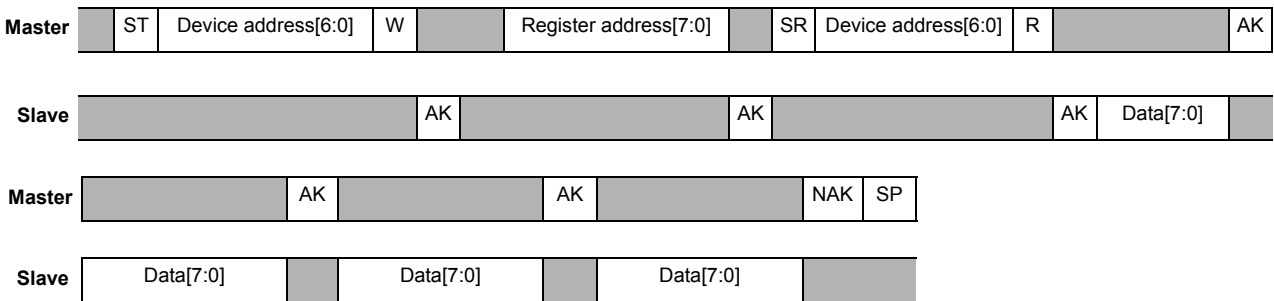 Master ST Device address[6:0] W Register address[7:0] SR Device address[6:0] R AK
Slave AK AK AK Data[7:0]
Master AK AK NAK SP
Slave Data[7:0] Data[7:0] Data[7:0]